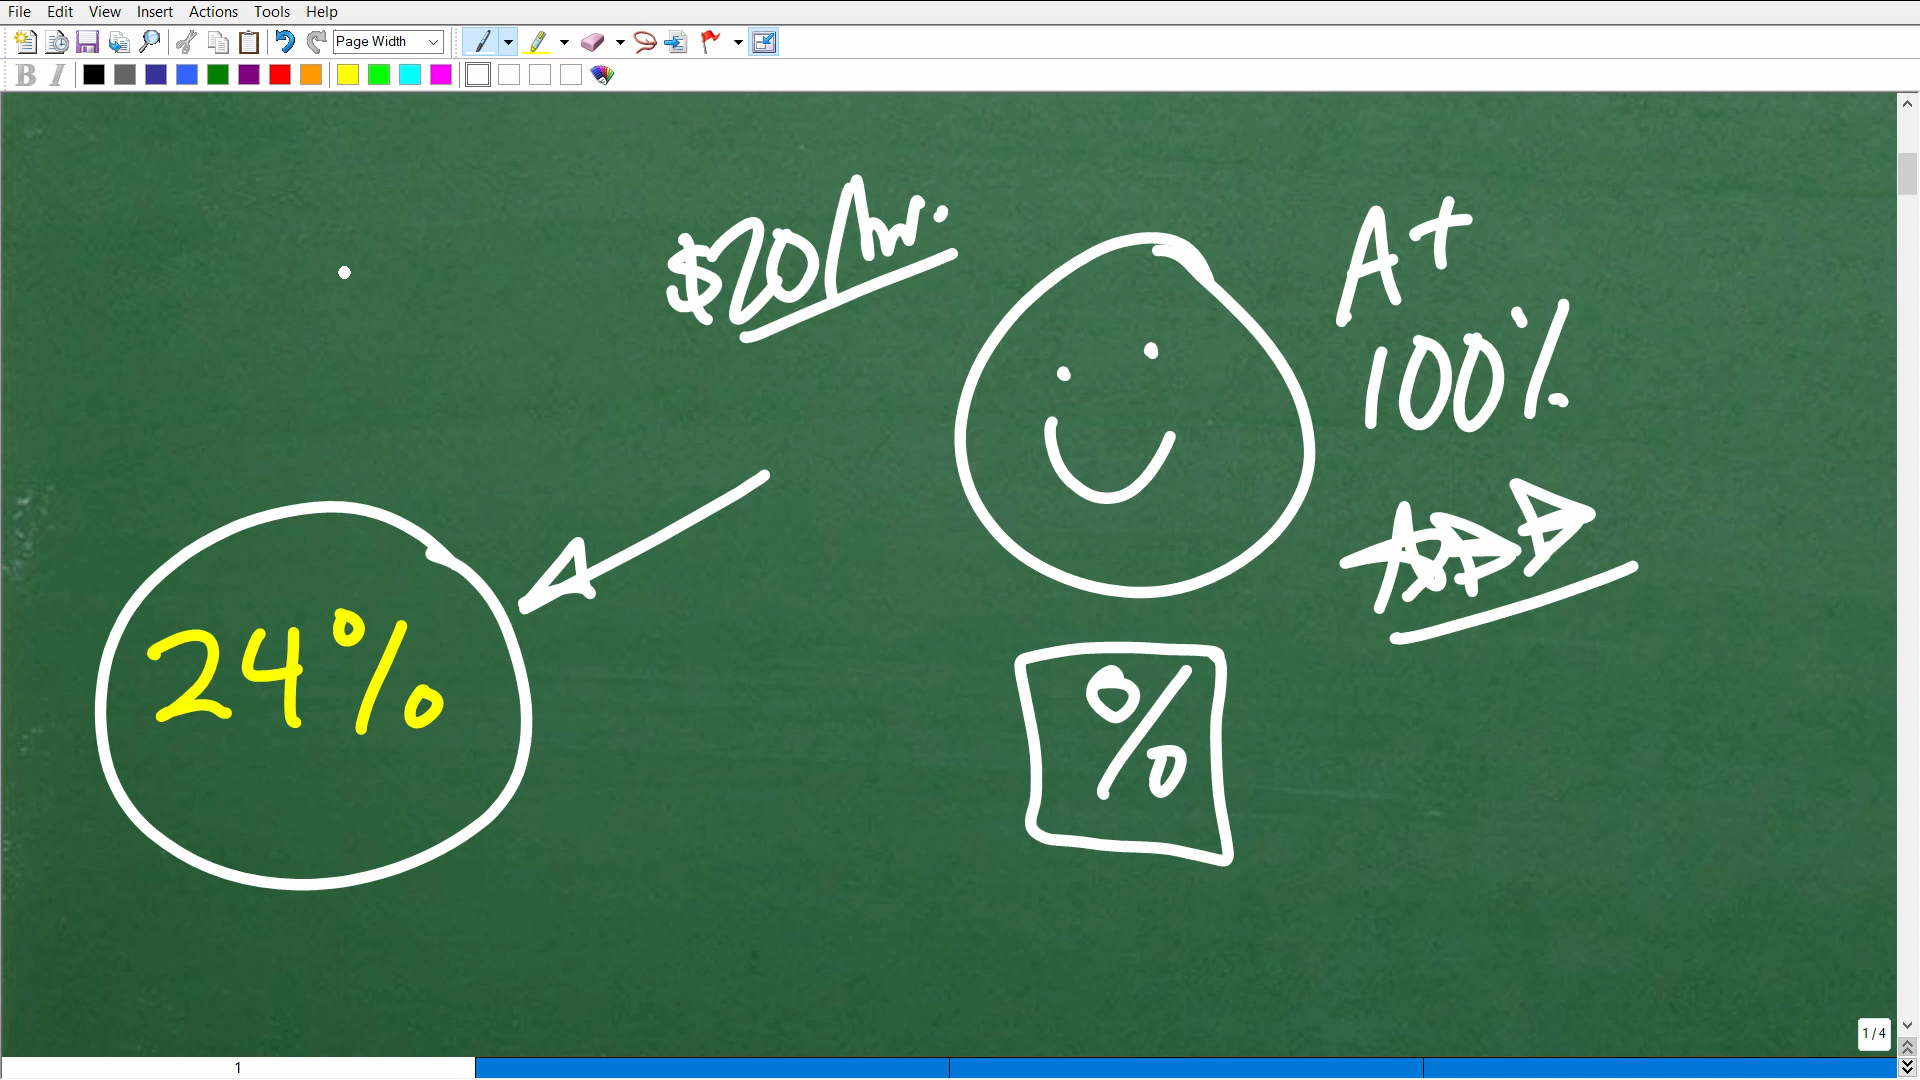 File Edit View Insert Actions Tools Help
Page Width
B I
$20/hr.
A+
100%
24%
%
1 / 4
1